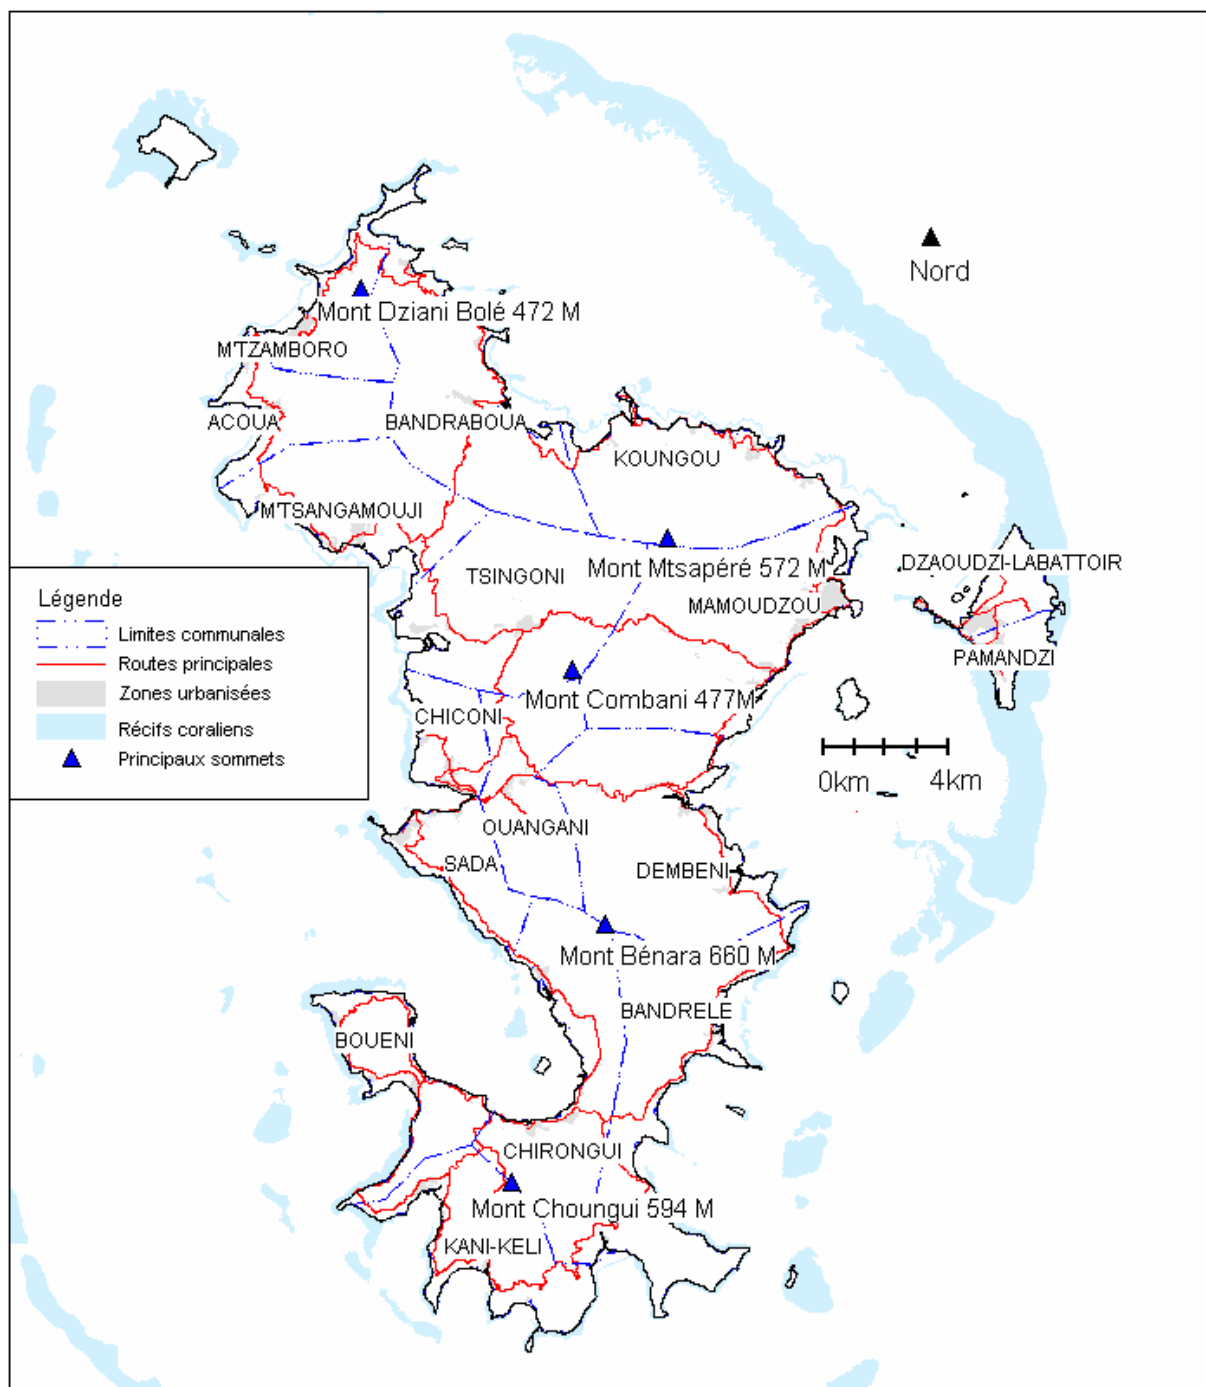 Nord
Mont Dziani Bolé 472 M
M'TZAMBORO
ACOUA
BANDRABOUA
KOUNGOU
M'TSANGAMOUJI
TSINGONI
Mont Mtsapéré 572 M
DZAOUDZI-LABATTOIR
MAMOUDZOU
PAMANDZI
Légende
Limites communales
Routes principales
Zones urbanisées
Récifs coraliens
Principaux sommets
Mont Combani 477M
CHICONI
0km
4km
OUANGANI
SADA
DEMBENI
Mont Bénara 660 M
BANDRELE
BOUENI
CHIRONGUI
Mont Choungui 594 M
KANI-KELI